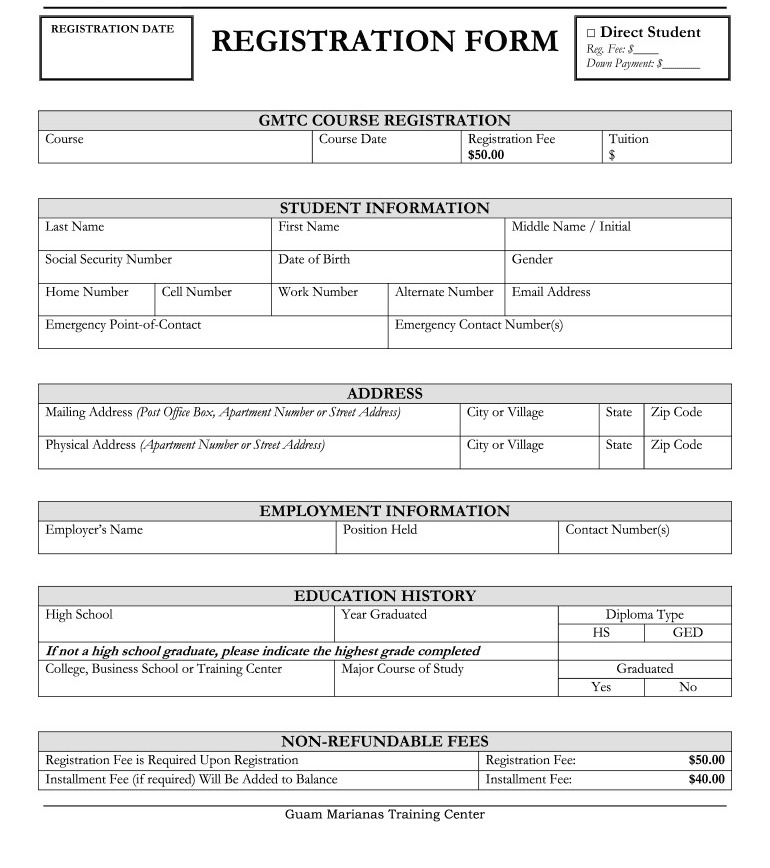 REGISTRATION DATE
REGISTRATION FORM
□ Direct Student
Reg. Fee: $____
Down Payment: $______
GMTC COURSE REGISTRATION
Course Course Date Registration Fee Tuition
$50.00 $
STUDENT INFORMATION
Last Name First Name Middle Name / Initial
Social Security Number Date of Birth Gender
Home Number Cell Number Work Number Alternate Number Email Address
Emergency Point-of-Contact Emergency Contact Number(s)
ADDRESS
Mailing Address (Post Office Box, Apartment Number or Street Address) City or Village State Zip Code
Physical Address (Apartment Number or Street Address) City or Village State Zip Code
EMPLOYMENT INFORMATION
Employer's Name Position Held Contact Number(s)
EDUCATION HISTORY
High School Year Graduated Diploma Type
HS GED
If not a high school graduate, please indicate the highest grade completed
College, Business School or Training Center Major Course of Study Graduated
Yes No
NON-REFUNDABLE FEES
Registration Fee is Required Upon Registration Registration Fee: $50.00
Installment Fee (if required) Will Be Added to Balance Installment Fee: $40.00
Guam Marianas Training Center